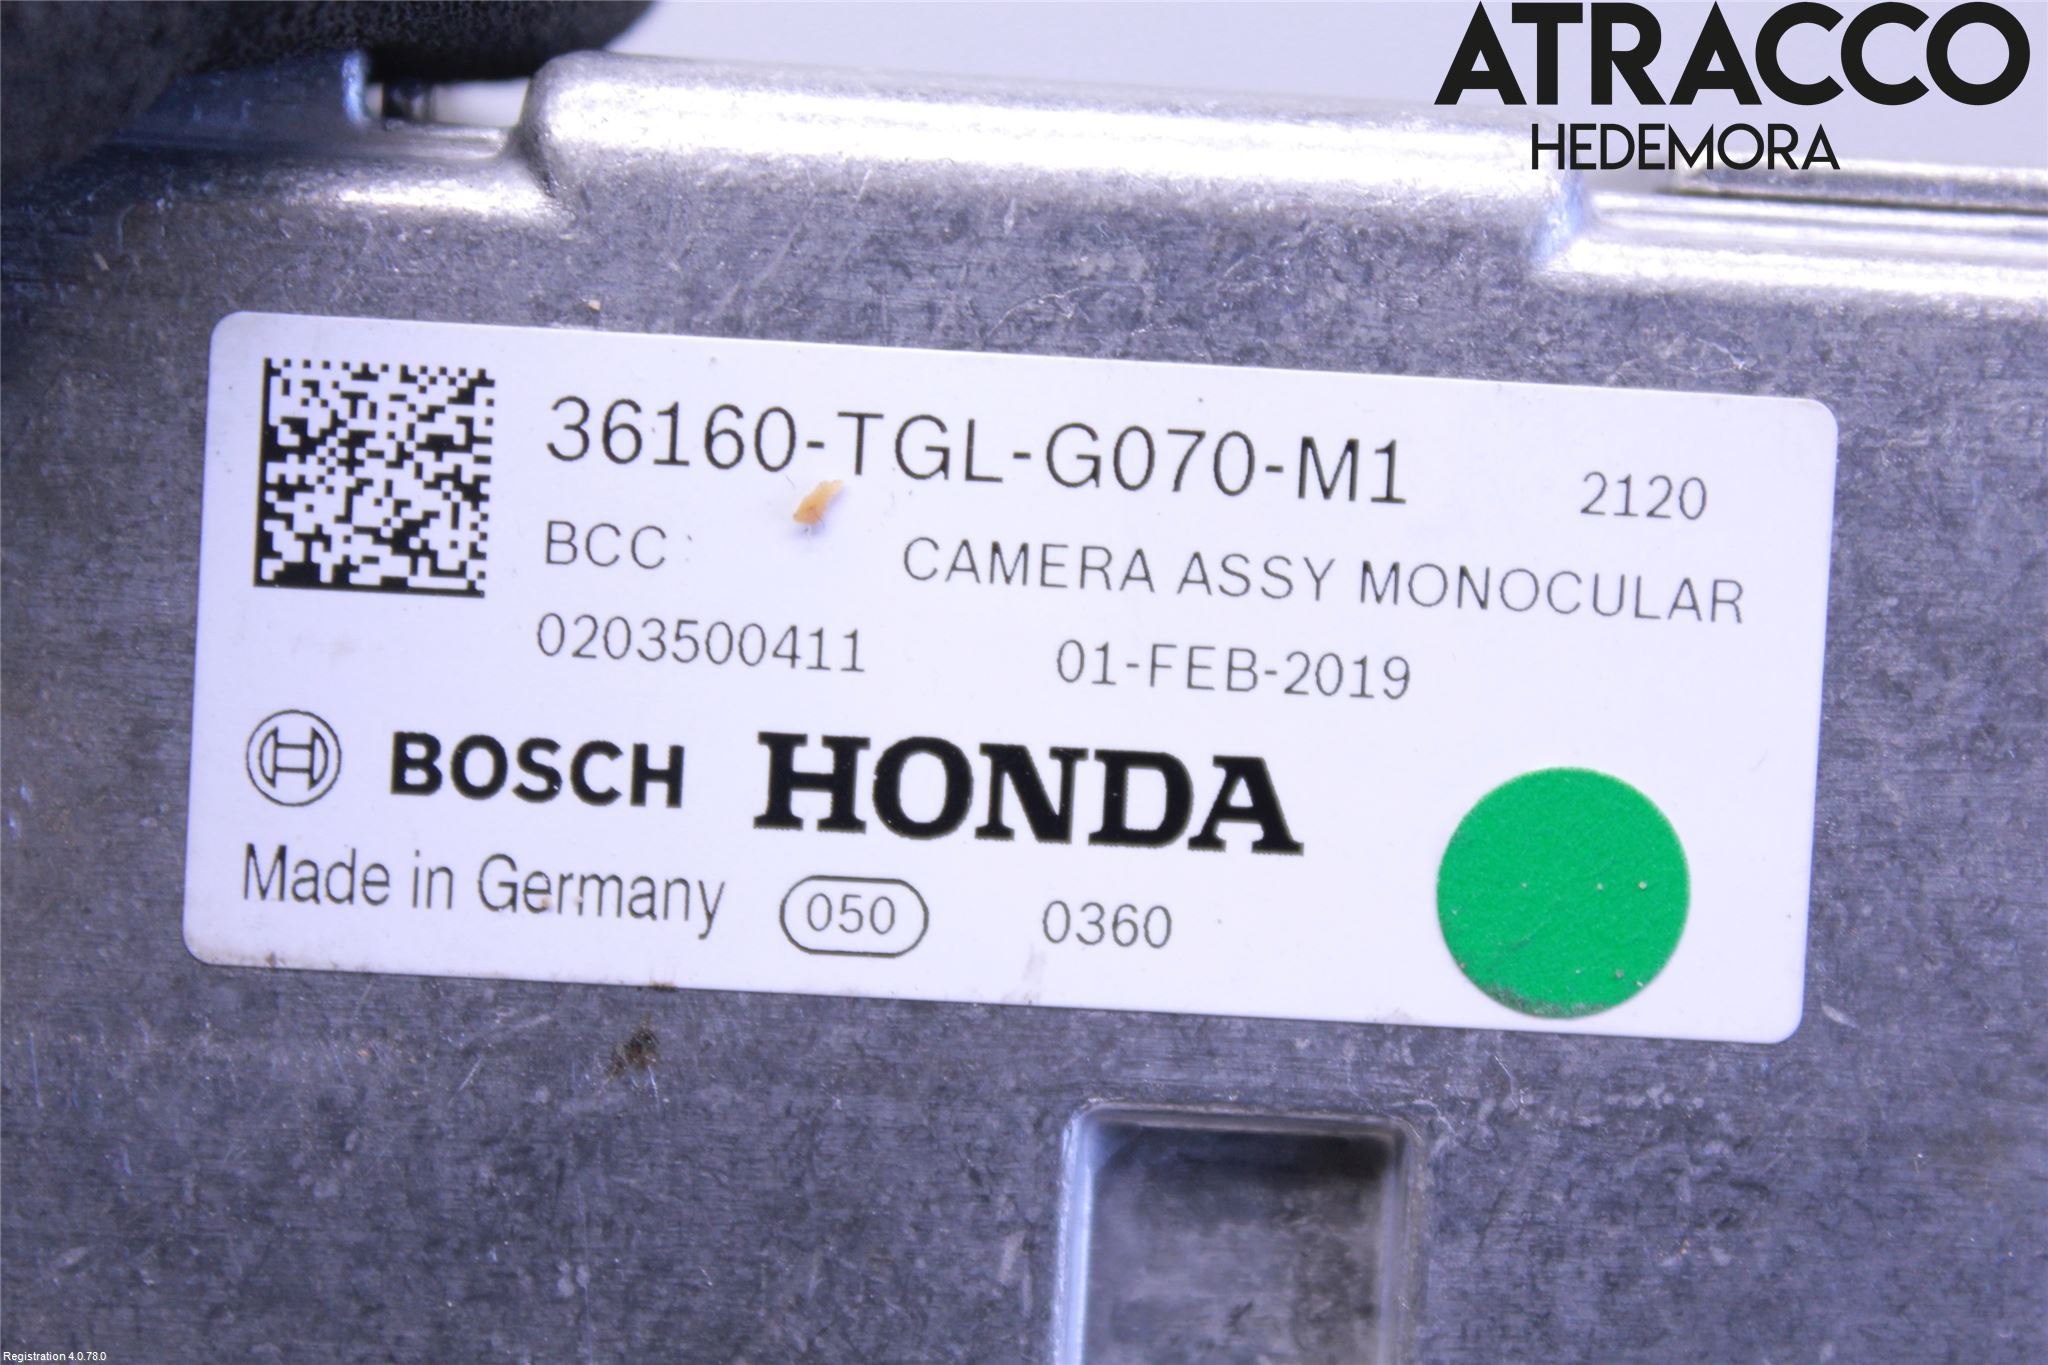 ATRACCO
HEDEMORA
36160-TGL-G070-M1 2120
BCC CAMERA ASSY MONOCULAR
0203500411 01-FEB-2019
BOSCH HONDA
Made in Germany 050 0360
Registration 4.0.78.0